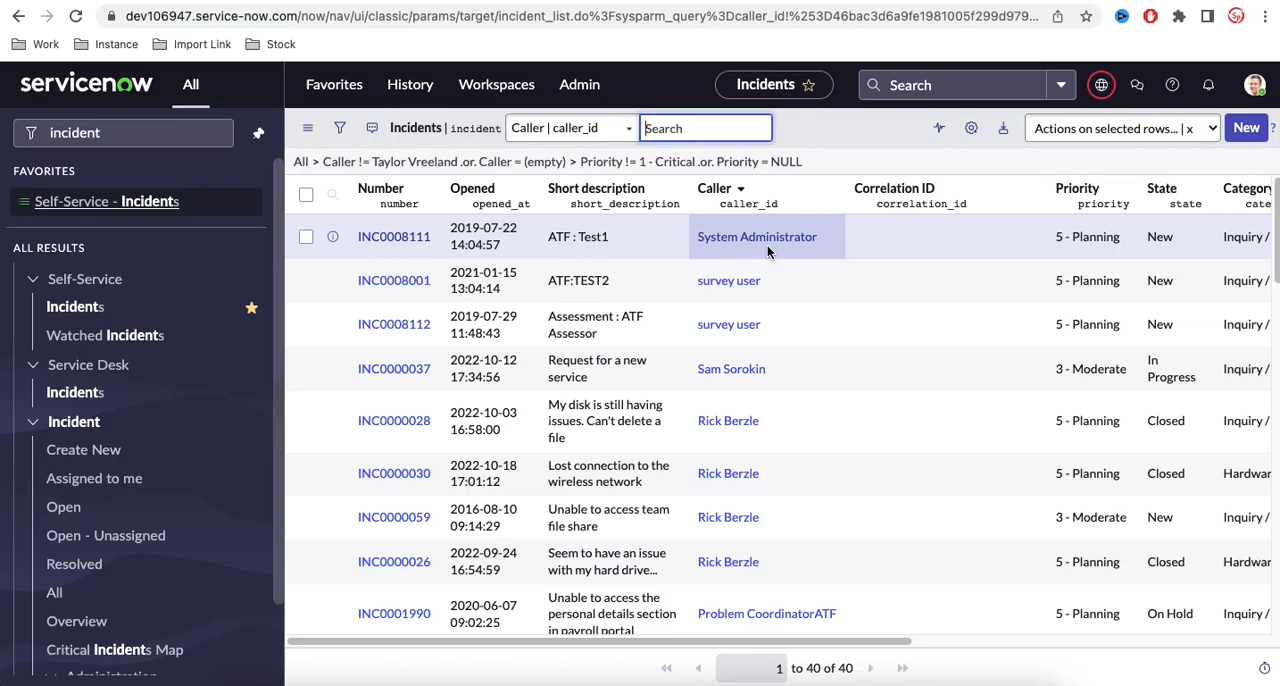 dev106947.service-now.com/now/nav/ui/classic/params/target/incident_list.do%3Fsysparm_query%3Dcaller_id!%253D46bac3d6a9fe1981005f299d979...
Sp
Work Instance Import Link Stock
servicenow All Favorites History Workspaces Admin Incidents Search
incident
FAVORITES
Self-Service - Incidents
ALL RESULTS
Self-Service
Incidents
Watched Incidents
Service Desk
Incidents
Incident
Create New
Assigned to me
Open
Open - Unassigned
Resolved
All
Overview
Critical Incidents Map
Administration
Incidents | incident Caller | caller_id Search Actions on selected rows... | x New ?
All > Caller != Taylor Vreeland .or. Caller = (empty) > Priority != 1 - Critical .or. Priority = NULL
Number Opened Short description Caller Correlation ID Priority State Category
number opened_at short_description caller_id correlation_id priority state cate
INC0008111 2019-07-22 14:04:57 ATF : Test1 System Administrator 5 - Planning New Inquiry /
INC0008001 2021-01-15 13:04:14 ATF:TEST2 survey user 5 - Planning New Inquiry /
INC0008112 2019-07-29 11:48:43 Assessment : ATF Assessor survey user 5 - Planning New Inquiry /
INC0000037 2022-10-12 17:34:56 Request for a new service Sam Sorokin 3 - Moderate In Progress Inquiry /
INC0000028 2022-10-03 16:58:00 My disk is still having issues. Can't delete a file Rick Berzle 5 - Planning Closed Inquiry /
INC0000030 2022-10-18 17:01:12 Lost connection to the wireless network Rick Berzle 5 - Planning Closed Hardwar
INC0000059 2016-08-10 09:14:29 Unable to access team file share Rick Berzle 3 - Moderate New Inquiry /
INC0000026 2022-09-24 16:54:59 Seem to have an issue with my hard drive... Rick Berzle 5 - Planning Closed Hardwar
INC0001990 2020-06-07 09:02:25 Unable to access the personal details section in payroll portal Problem CoordinatorATF 5 - Planning On Hold Inquiry /
1 to 40 of 40